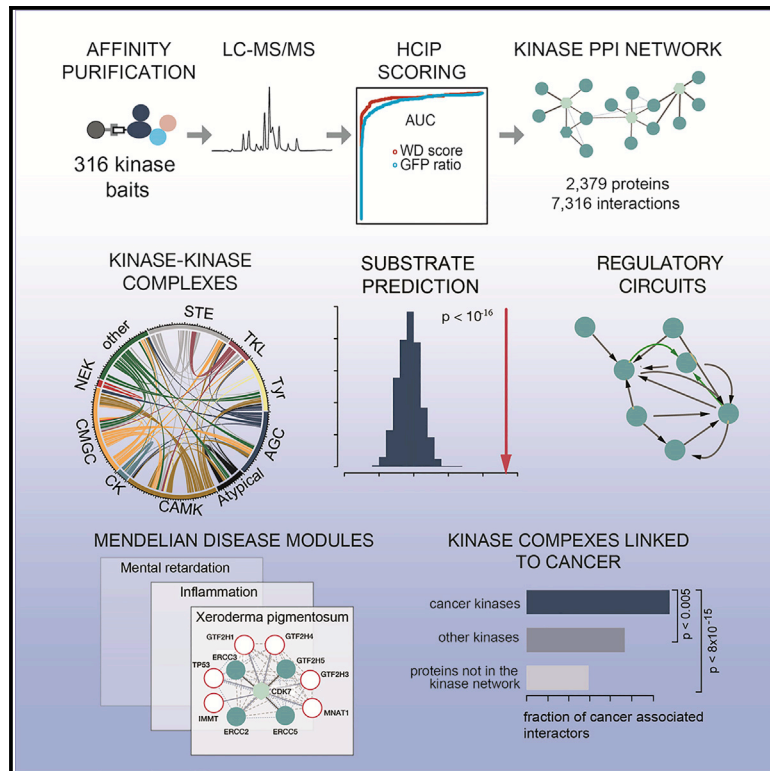 AFFINITY
PURIFICATION
LC-MS/MS
HCIP
SCORING
KINASE PPI NETWORK
316 kinase
baits
AUC
WD score
GFP ratio
2,379 proteins
7,316 interactions
KINASE-KINASE
COMPLEXES
SUBSTRATE
PREDICTION
REGULATORY
CIRCUITS
STE
TKL
Tyr
AGC
Atypical
CAMK
CK
CMGC
NEK
other
p < 10-16
MENDELIAN DISEASE MODULES
Mental retardation
Inflammation
Xeroderma pigmentosum
GTF2H1
GTF2H4
ERCC3
GTF2H5
TP53
GTF2H3
CDK7
IMMT
MNAT1
ERCC2
ERCC5
KINASE COMPEXES LINKED
TO CANCER
cancer kinases
other kinases
proteins not in the
kinase network
p < 0.005
p < 8x10-15
fraction of cancer associated
interactors